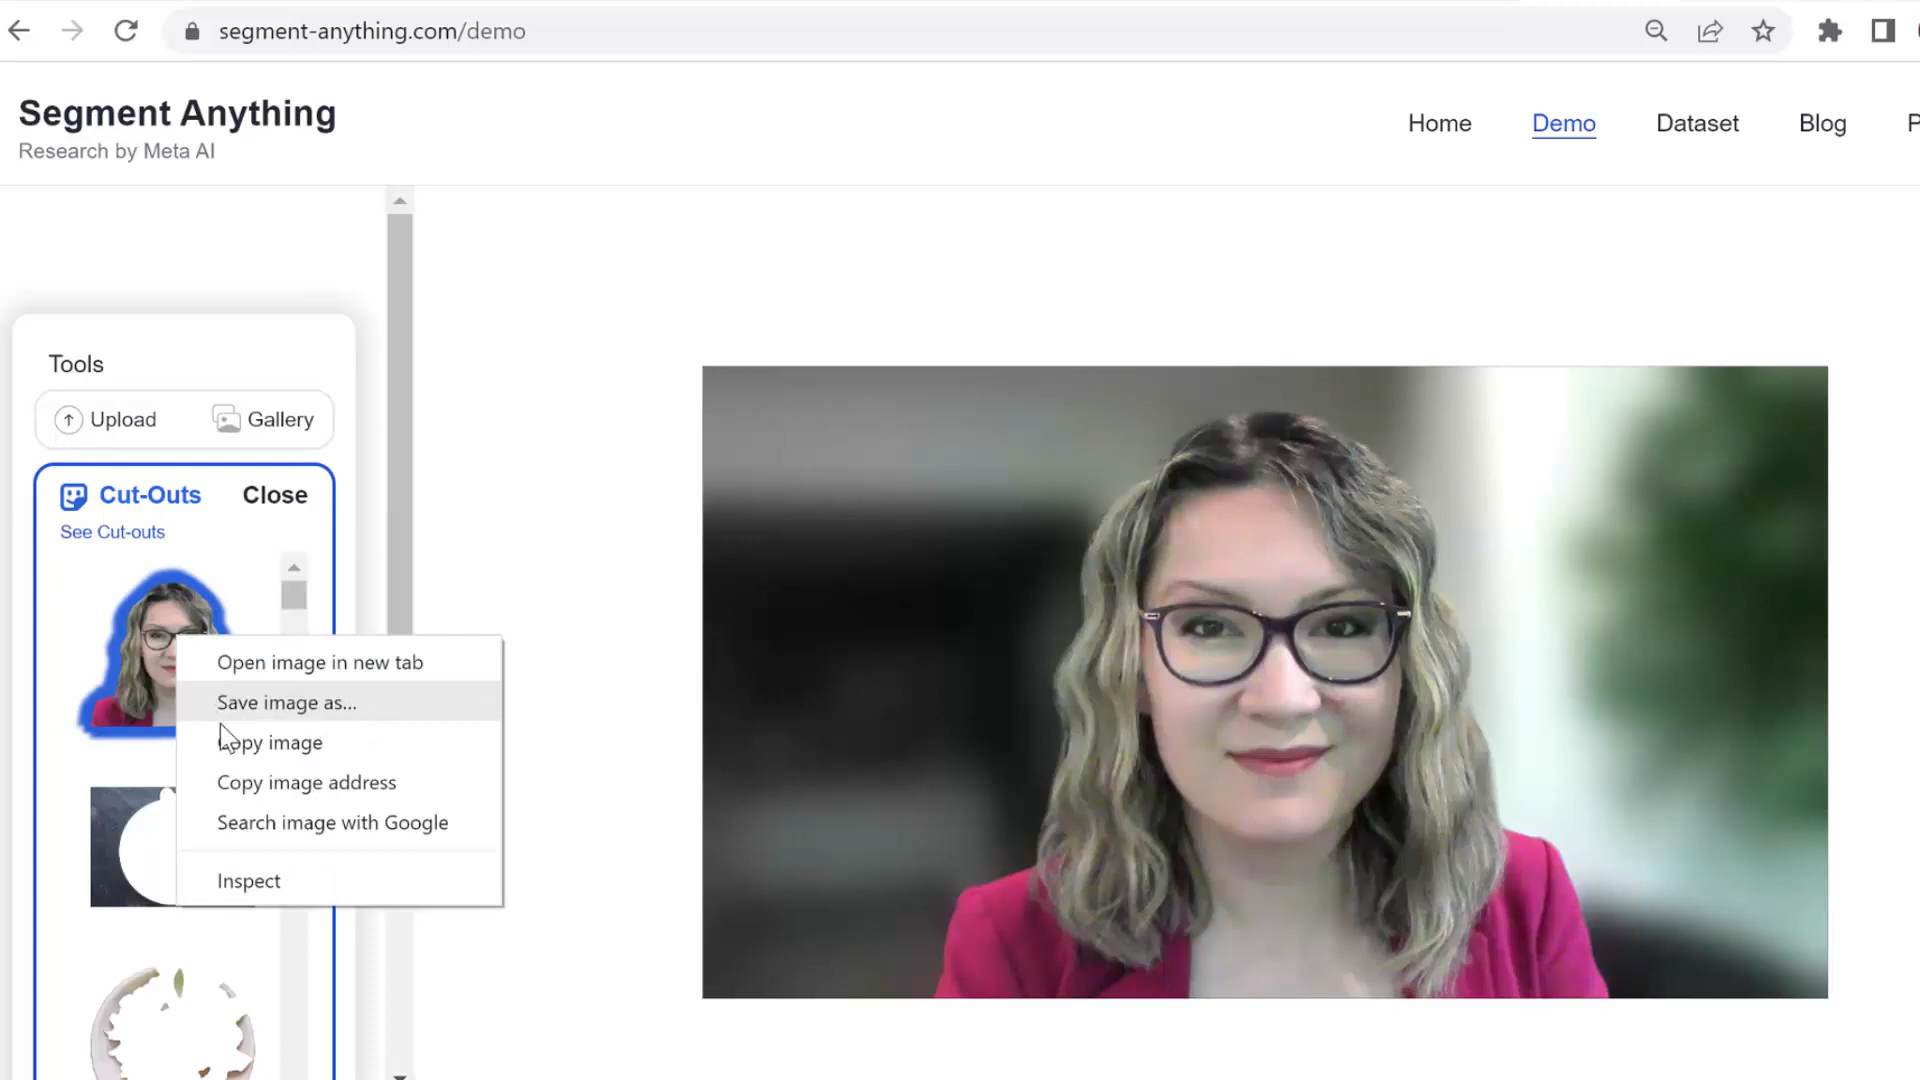 segment-anything.com/demo
Segment Anything
Research by Meta AI
Home
Demo
Dataset
Blog
Tools
Upload
Gallery
Cut-Outs
Close
See Cut-outs
Open image in new tab
Save image as...
Copy image
Copy image address
Search image with Google
Inspect